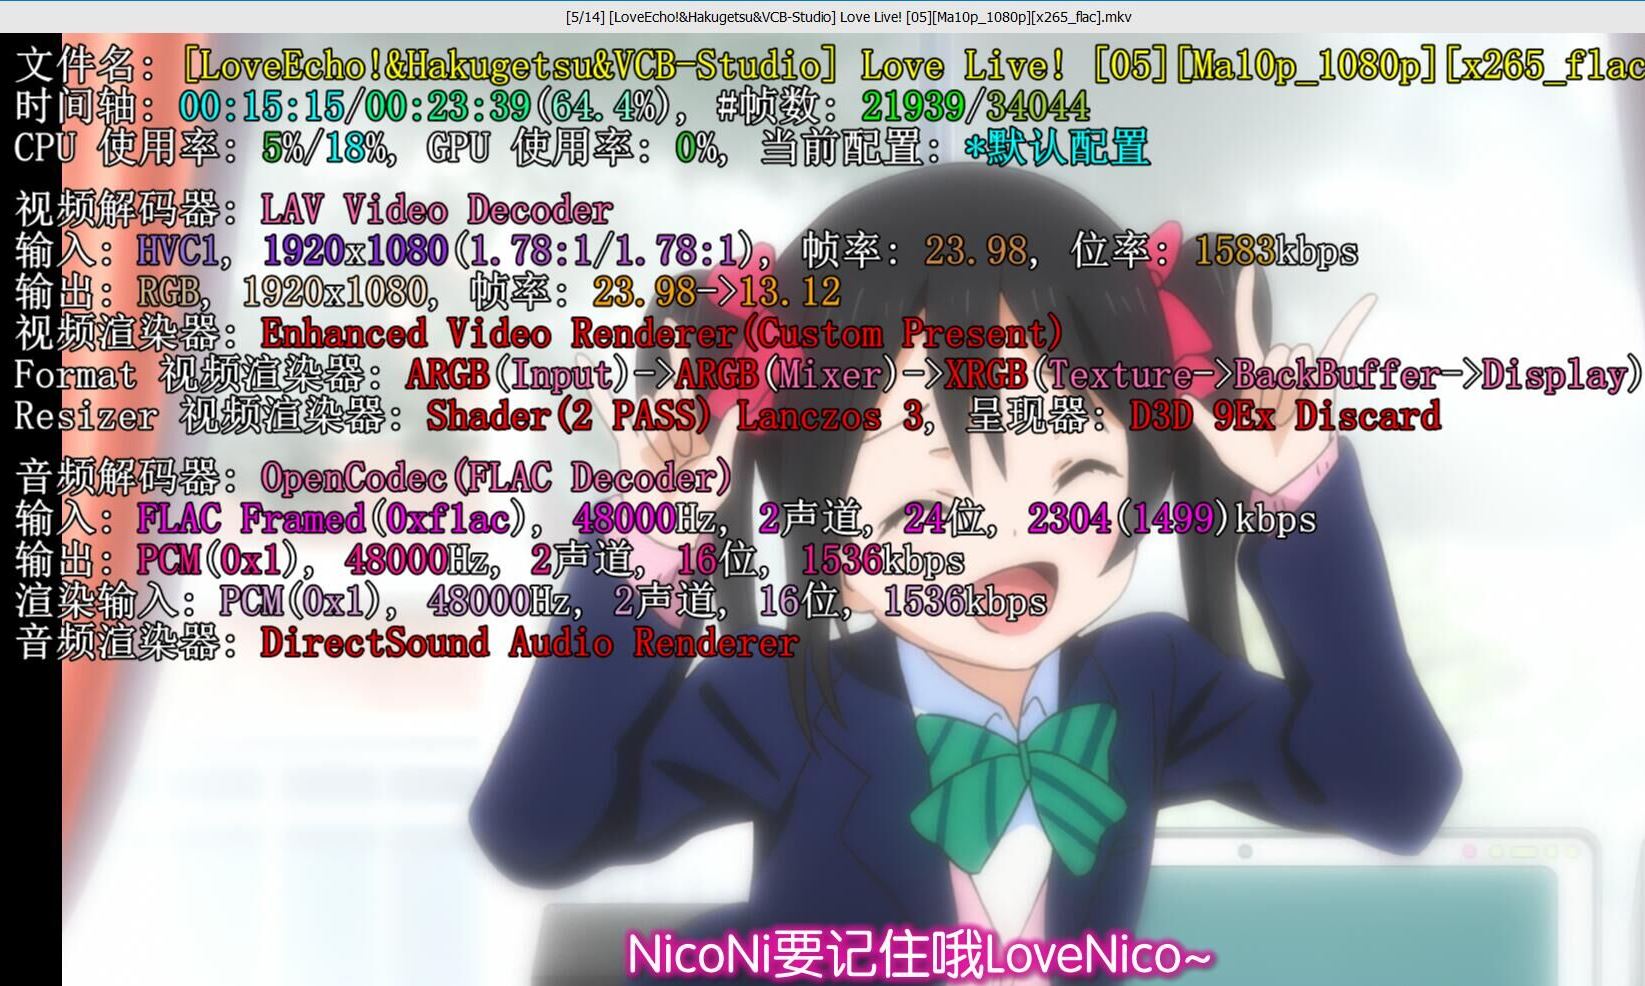 [5/14] [LoveEcho!&Hakugetsu&VCB-Studio] Love Live! [05][Ma10p_1080p][x265_flac].mkv
文件名: [LoveEcho!&Hakugetsu&VCB-Studio] Love Live! [05][Ma10p_1080p][x265_flac
时间轴: 00:15:15/00:23:39(64.4%), #帧数: 21939/34044
CPU 使用率: 5%/18%, GPU 使用率: 0%, 当前配置: *默认配置
视频解码器: LAV Video Decoder
输入: HVC1, 1920x1080(1.78:1/1.78:1), 帧率: 23.98, 位率: 1583kbps
输出: RGB, 1920x1080, 帧率: 23.98->13.12
视频渲染器: Enhanced Video Renderer(Custom Present)
Format 视频渲染器: ARGB(Input)->ARGB(Mixer)->XRGB(Texture->BackBuffer->Display)
Resizer 视频渲染器: Shader(2 PASS) Lanczos 3, 呈现器: D3D 9Ex Discard
音频解码器: OpenCodec(FLAC Decoder)
输入: FLAC Framed(0xflac), 48000Hz, 2声道, 24位, 2304(1499)kbps
输出: PCM(0x1), 48000Hz, 2声道, 16位, 1536kbps
渲染输入: PCM(0x1), 48000Hz, 2声道, 16位, 1536kbps
音频渲染器: DirectSound Audio Renderer
NicoNi要记住哦LoveNico~